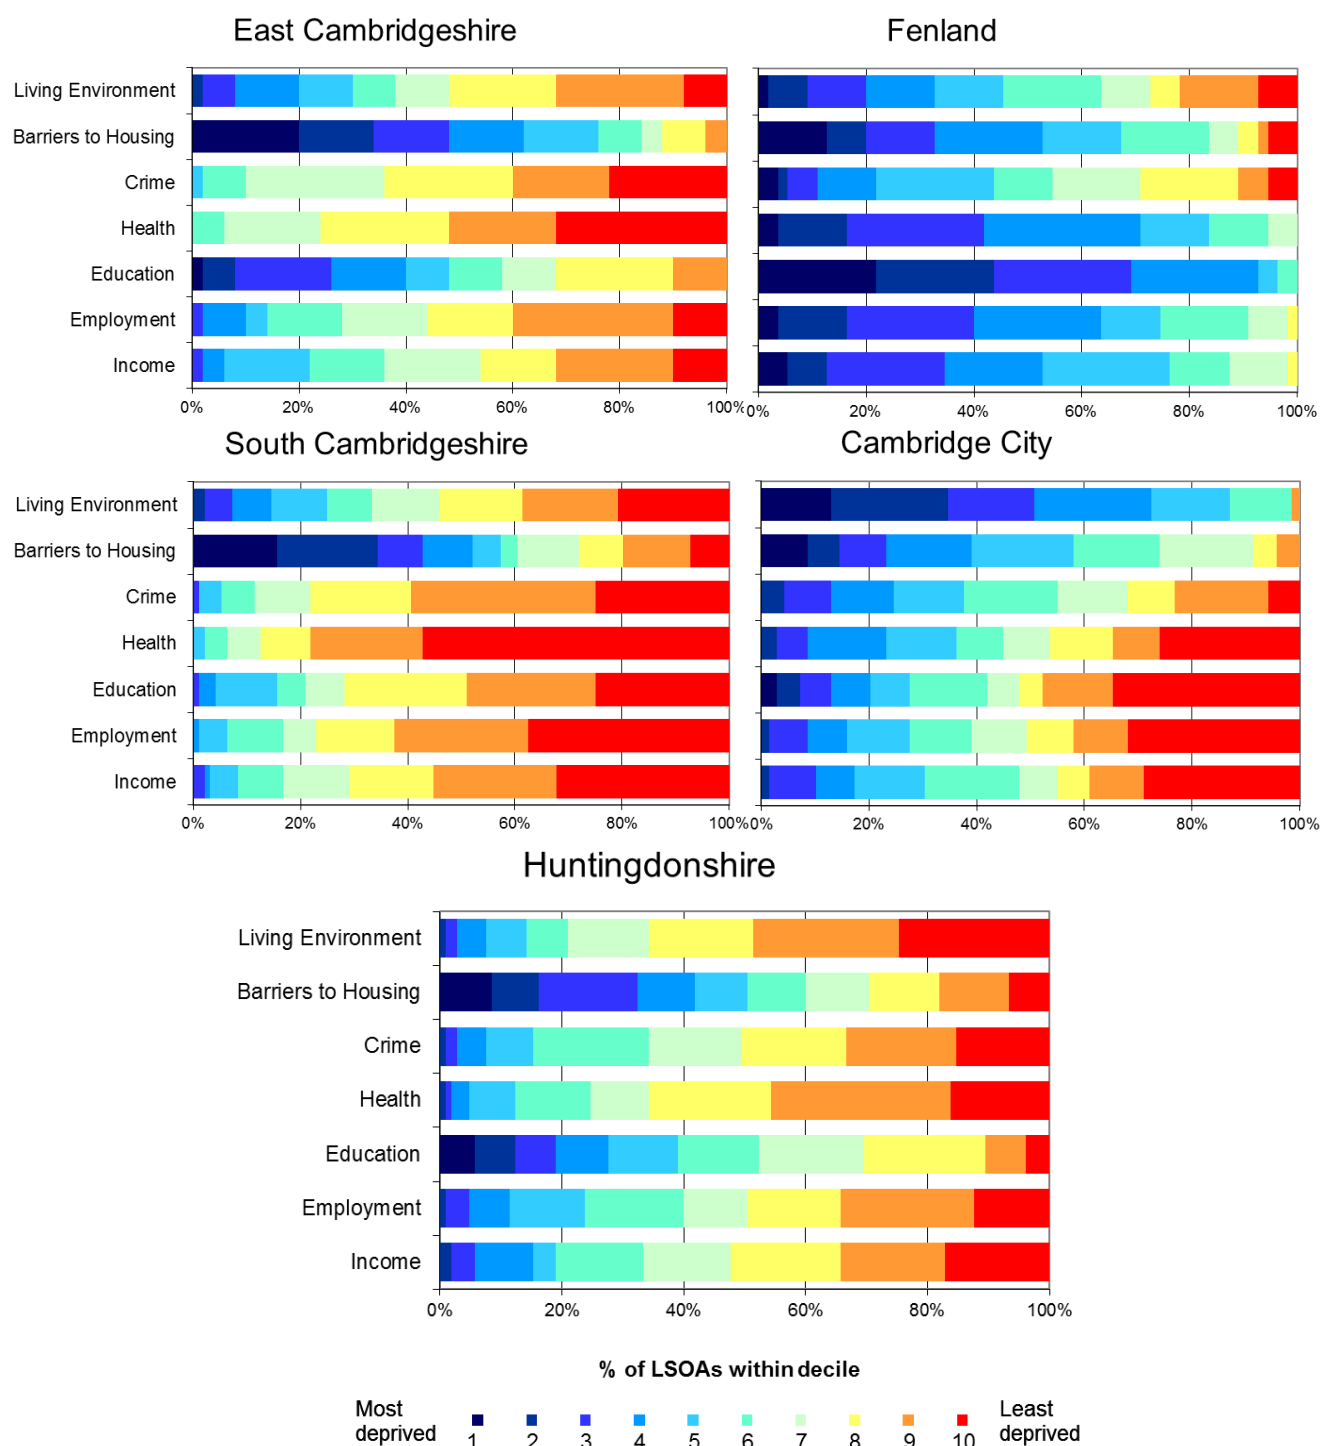 East Cambridgeshire
Fenland
Living Environment
Barriers to Housing
Crime
Health
Education
Employment
Income
0% 20% 40% 60% 80% 100%
0% 20% 40% 60% 80% 100%
South Cambridgeshire
Cambridge City
Living Environment
Barriers to Housing
Crime
Health
Education
Employment
Income
0% 20% 40% 60% 80% 100%
0% 20% 40% 60% 80% 100%
Huntingdonshire
Living Environment
Barriers to Housing
Crime
Health
Education
Employment
Income
0% 20% 40% 60% 80% 100%
% of LSOAs within decile
Most deprived
1 2 3 4 5 6 7 8 9 10
Least deprived